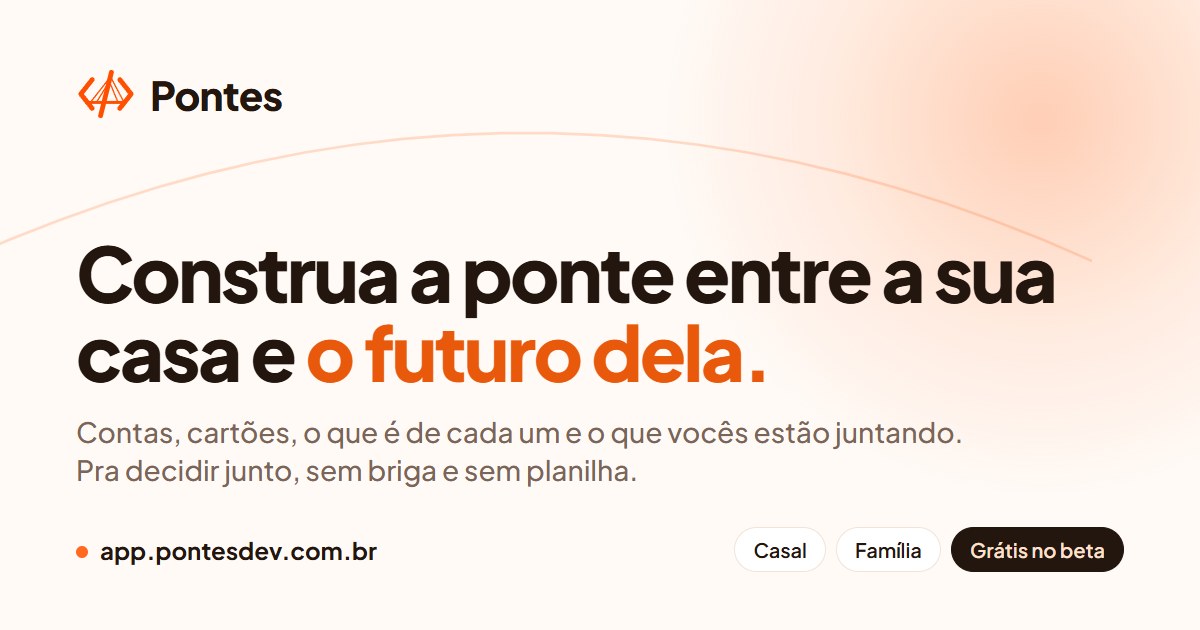 Pontes
Construa a ponte entre a sua
casa e o futuro dela.
Contas, cartões, o que é de cada um e o que vocês estão juntando.
Pra decidir junto, sem briga e sem planilha.
app.pontesdev.com.br
Casal
Família
Grátis no beta